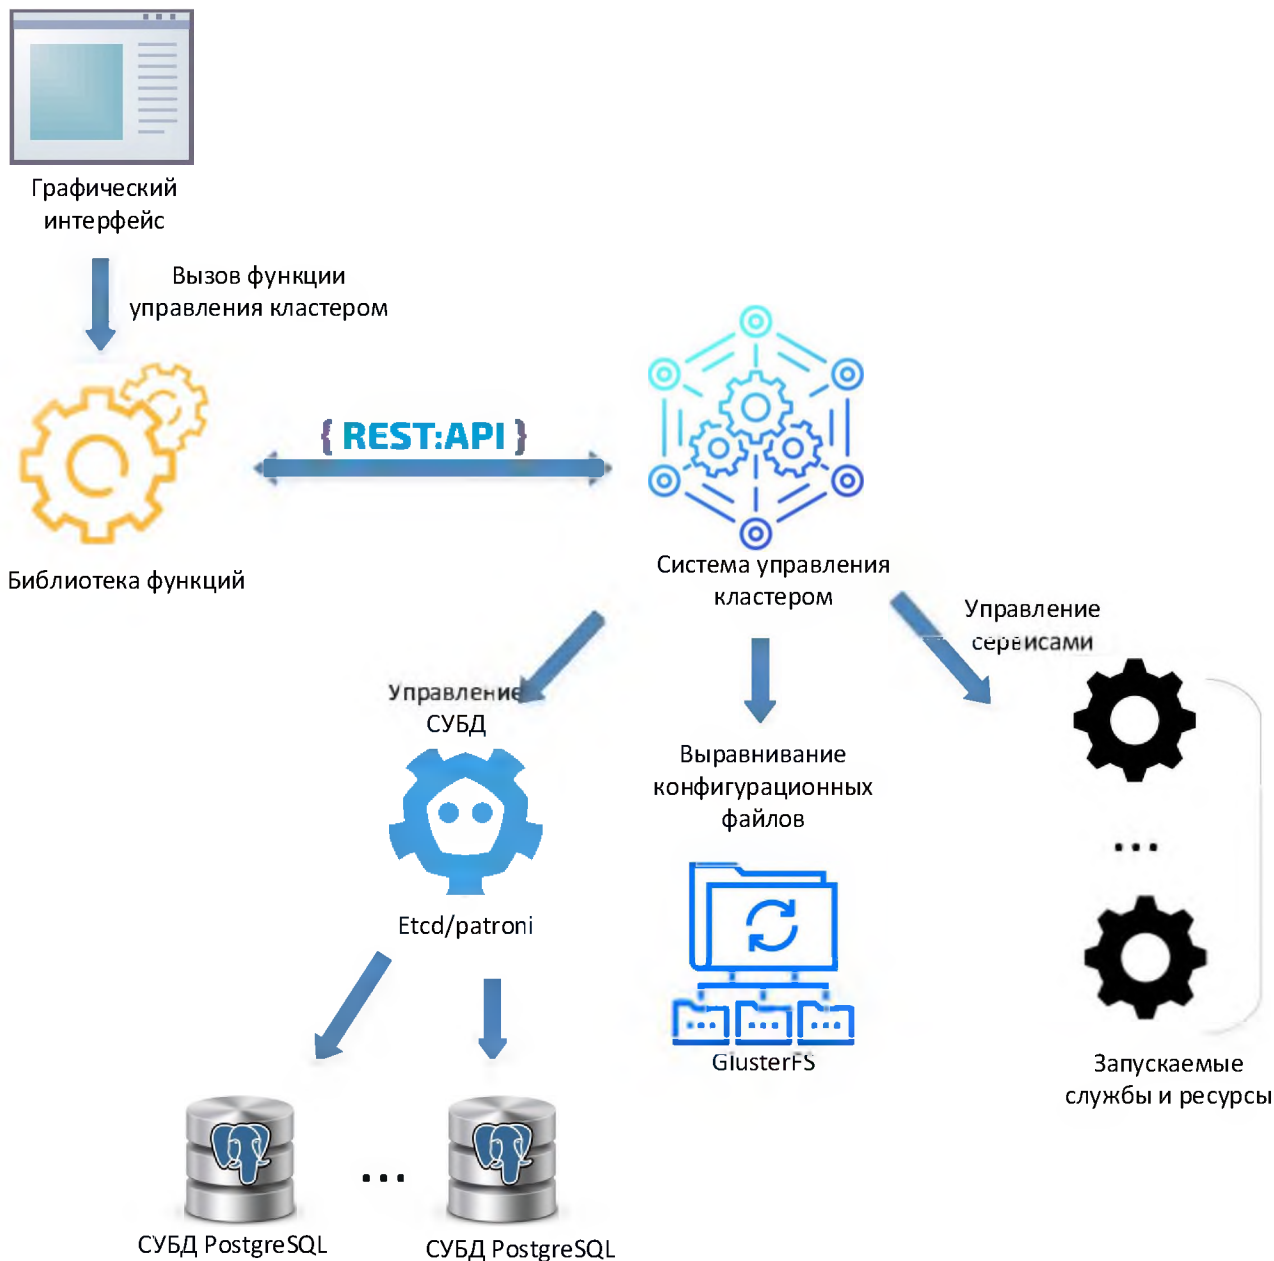 Графический
интерфейс
Вызов функции
управления кластером
{ REST:API }
Библиотека функций
Система управления
кластером
Управление
сервисами
Управление
СУБД
Выравнивание
конфигурационных
файлов
...
Etcd/patroni
GlusterFS
Запускаемые
службы и ресурсы
...
СУБД PostgreSQL
СУБД PostgreSQL